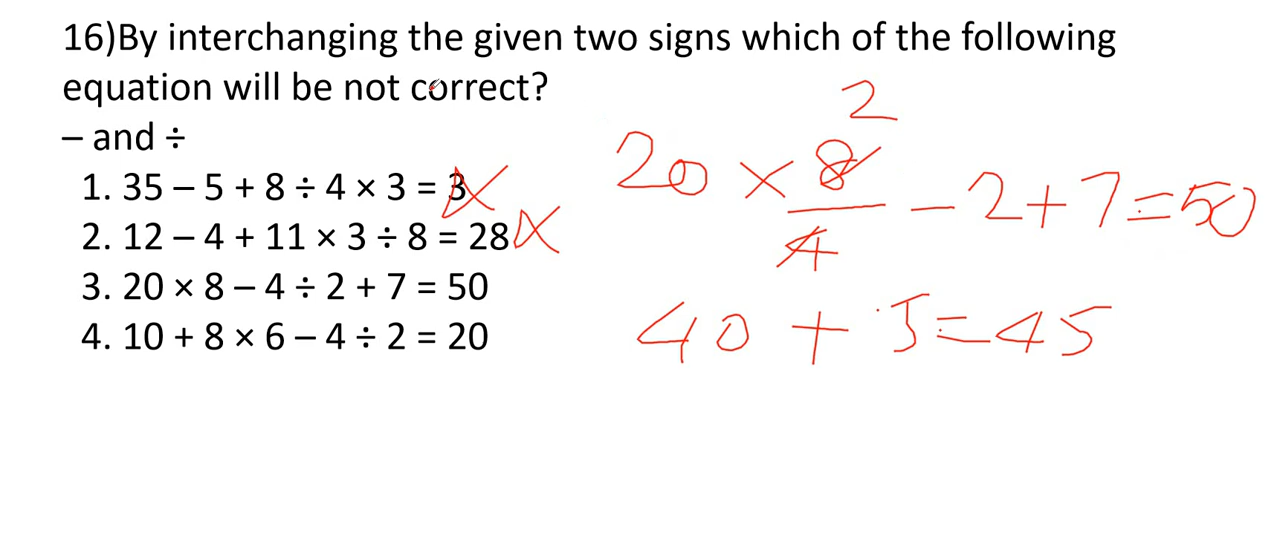 16)By interchanging the given two signs which of the following
equation will be not correct?
– and ÷
1. 35 – 5 + 8 ÷ 4 × 3 = 3
2. 12 – 4 + 11 × 3 ÷ 8 = 28
3. 20 × 8 – 4 ÷ 2 + 7 = 50
4. 10 + 8 × 6 – 4 ÷ 2 = 20
2
20 × 8 – 2 + 7 = 50
4
40 + 5 = 45